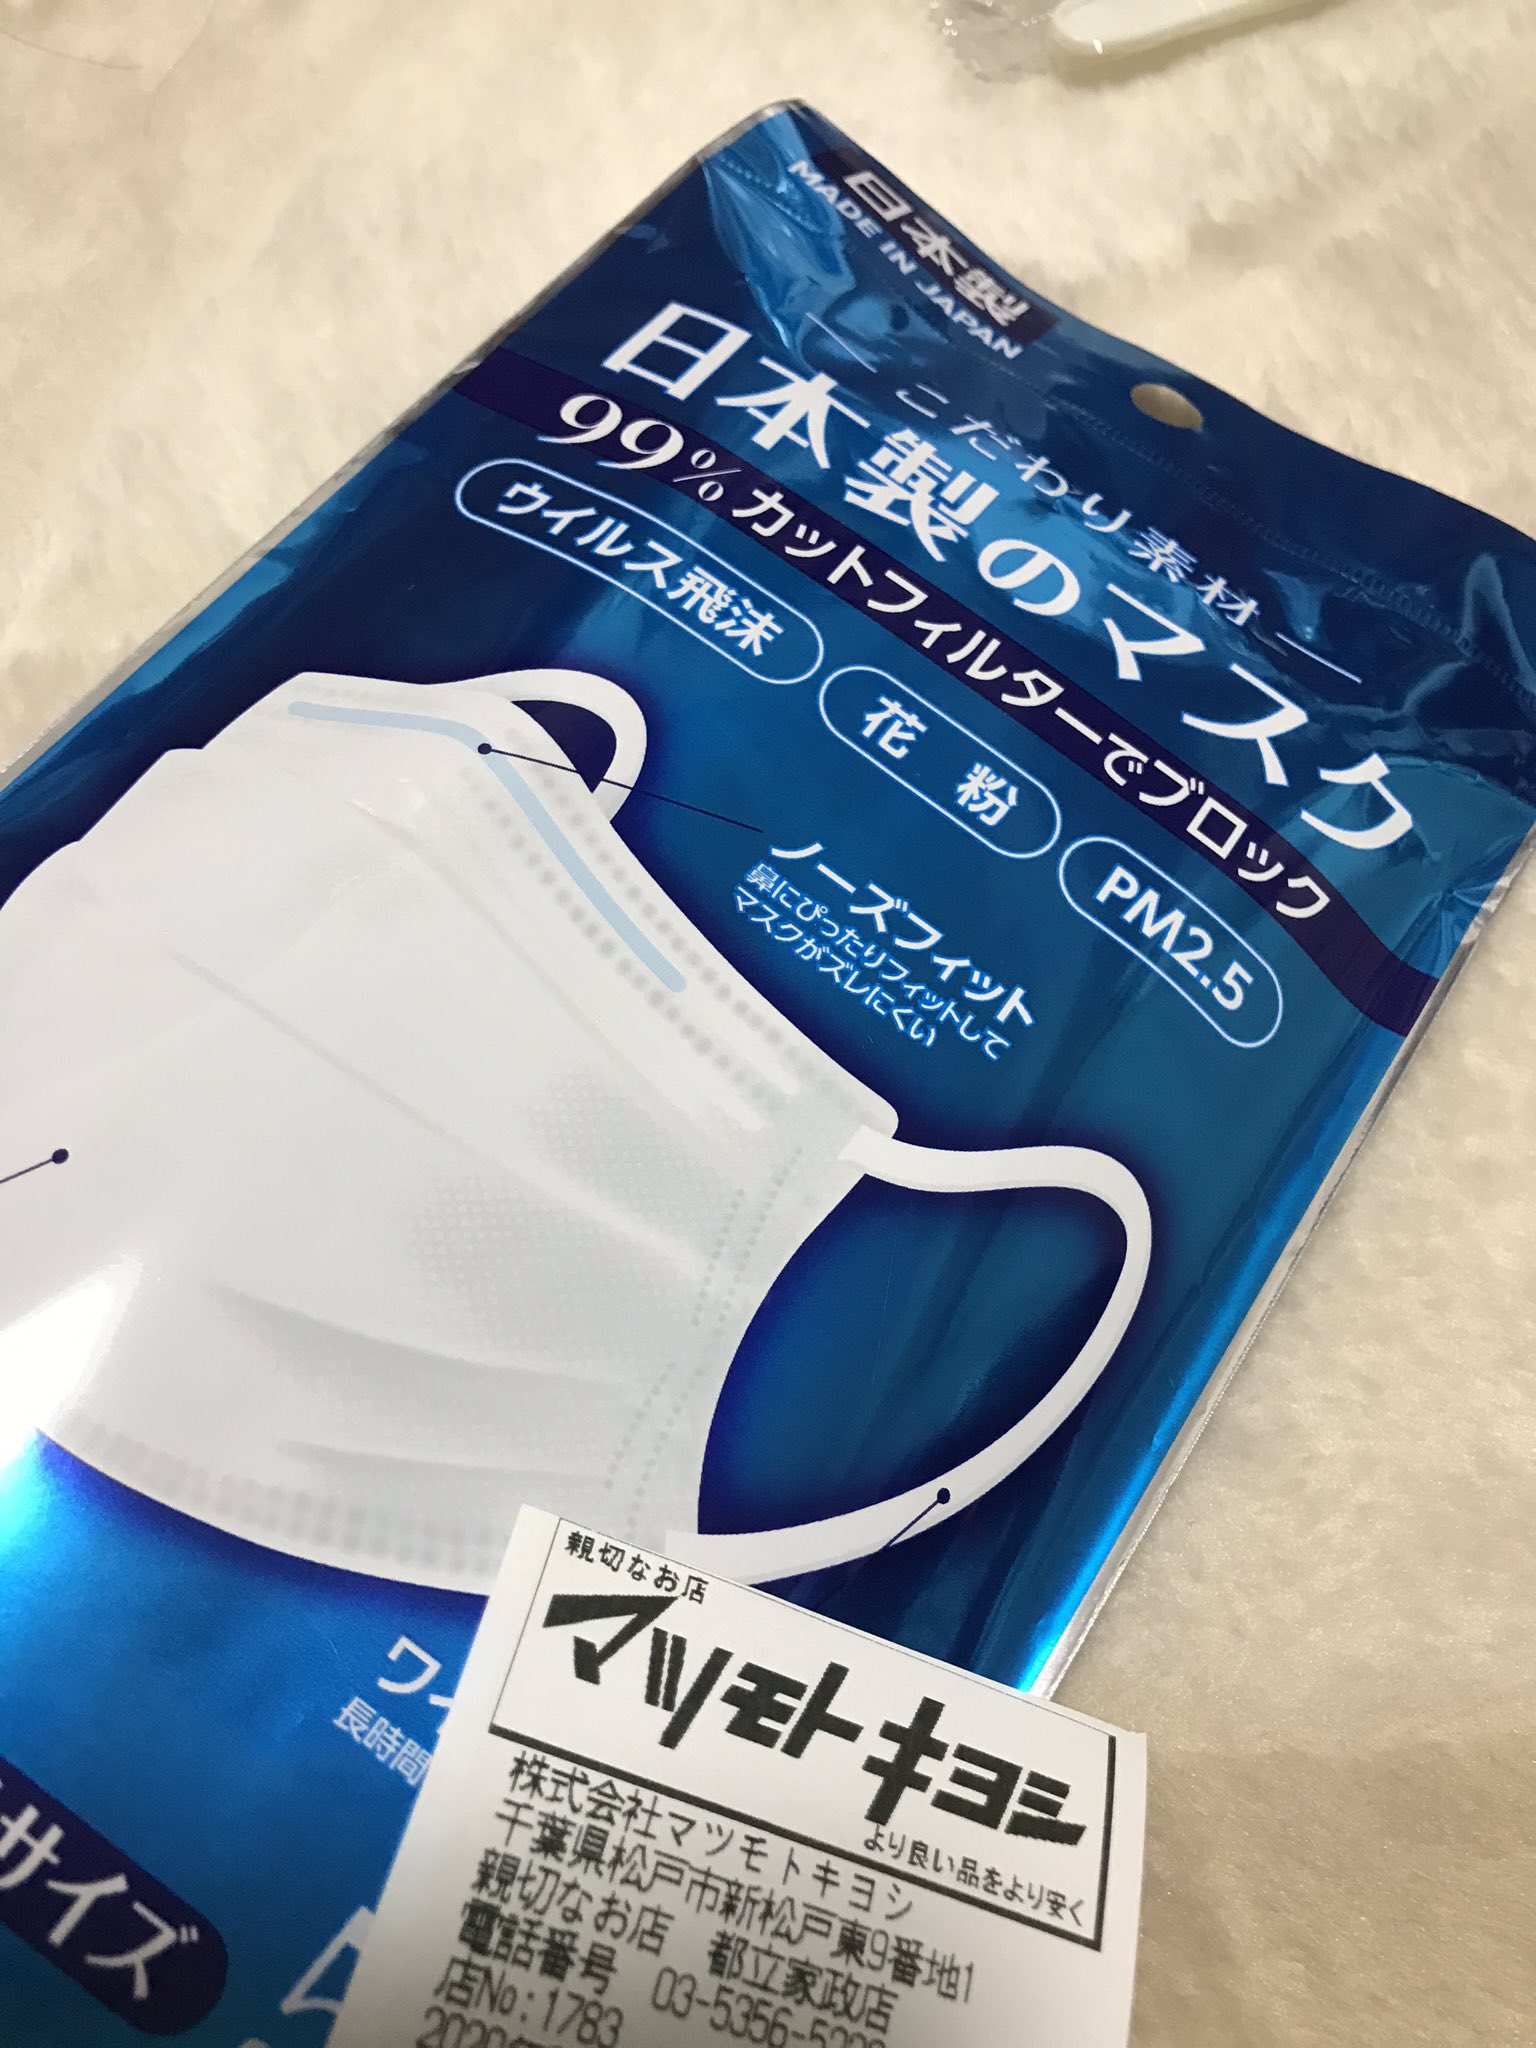 日本製
MADE IN JAPAN
こだわり素材
日本製のマスク
99%カットフィルターでブロック
ウイルス飛沫
花粉
PM2.5
ノーズフィット
鼻にぴったりフィットして
マスクがズレにくい
長時間
サイズ
親切なお店
マツモトキヨシ
より良い品をより安く
株式会社マツモトキヨシ
千葉県松戸市新松戸東9番地1
親切なお店 都立家政店
電話番号 03-5356-
店No:1783